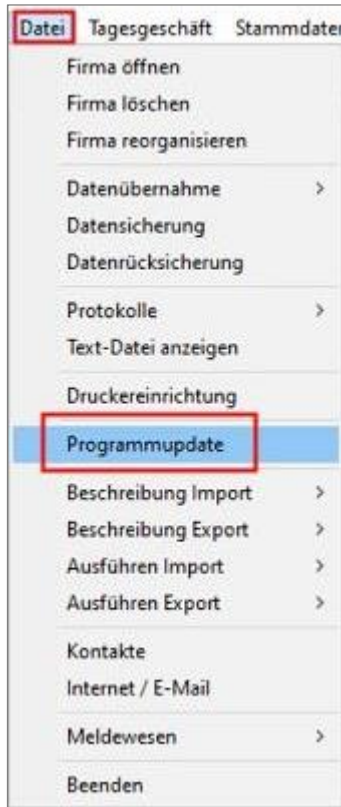 Datei Tagesgeschäft Stammdaten
Firma öffnen
Firma löschen
Firma reorganisieren
Datenübernahme
Datensicherung
Datenrücksicherung
Protokolle
Text-Datei anzeigen
Druckereinrichtung
Programmupdate
Beschreibung Import
Beschreibung Export
Ausführen Import
Ausführen Export
Kontakte
Internet / E-Mail
Meldewesen
Beenden